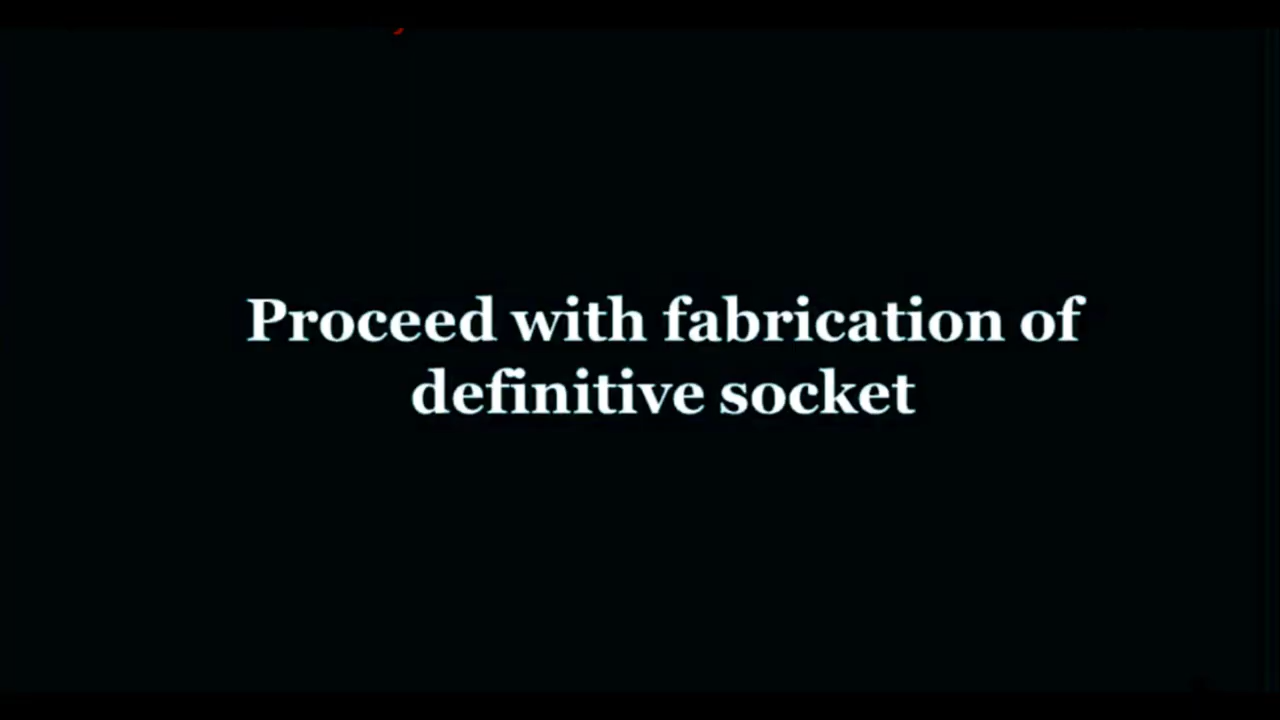 Proceed with fabrication of
definitive socket